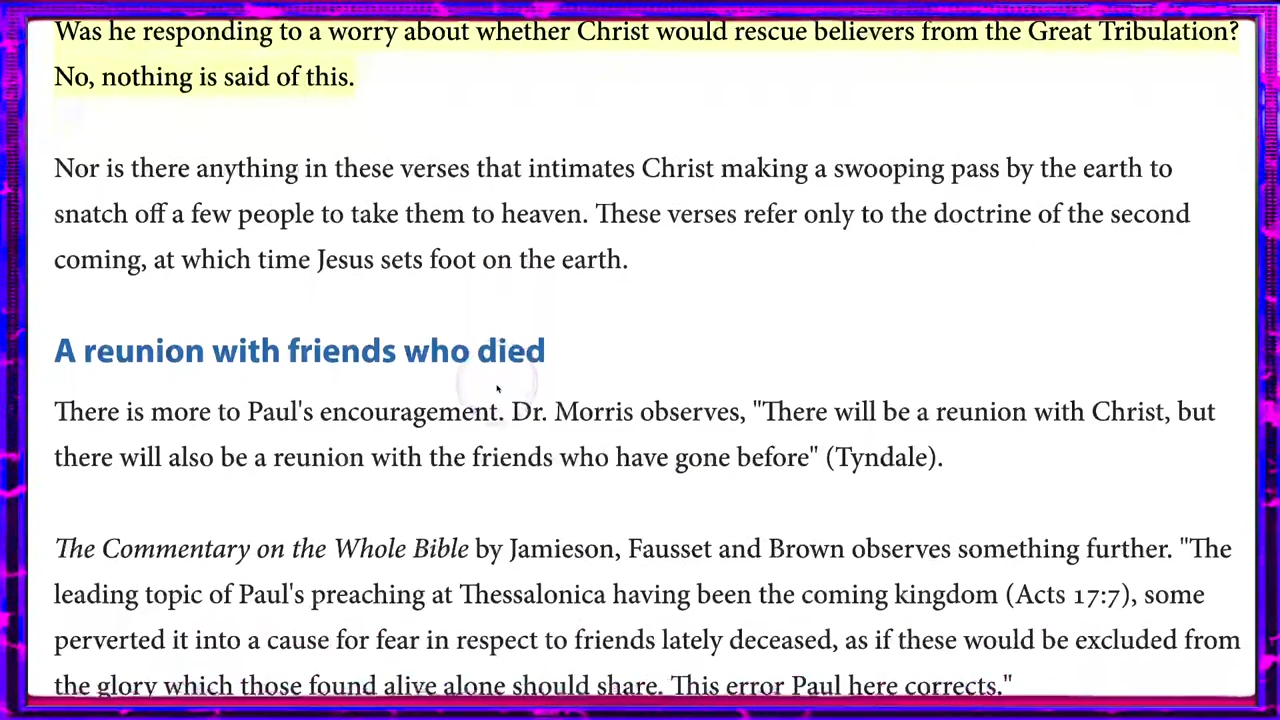 Was he responding to a worry about whether Christ would rescue believers from the Great Tribulation?
No, nothing is said of this.
Nor is there anything in these verses that intimates Christ making a swooping pass by the earth to
snatch off a few people to take them to heaven. These verses refer only to the doctrine of the second
coming, at which time Jesus sets foot on the earth.
A reunion with friends who died
There is more to Paul's encouragement. Dr. Morris observes, "There will be a reunion with Christ, but
there will also be a reunion with the friends who have gone before" (Tyndale).
The Commentary on the Whole Bible by Jamieson, Fausset and Brown observes something further. "The
leading topic of Paul's preaching at Thessalonica having been the coming kingdom (Acts 17:7), some
perverted it into a cause for fear in respect to friends lately deceased, as if these would be excluded from
the glory which those found alive alone should share. This error Paul here corrects."